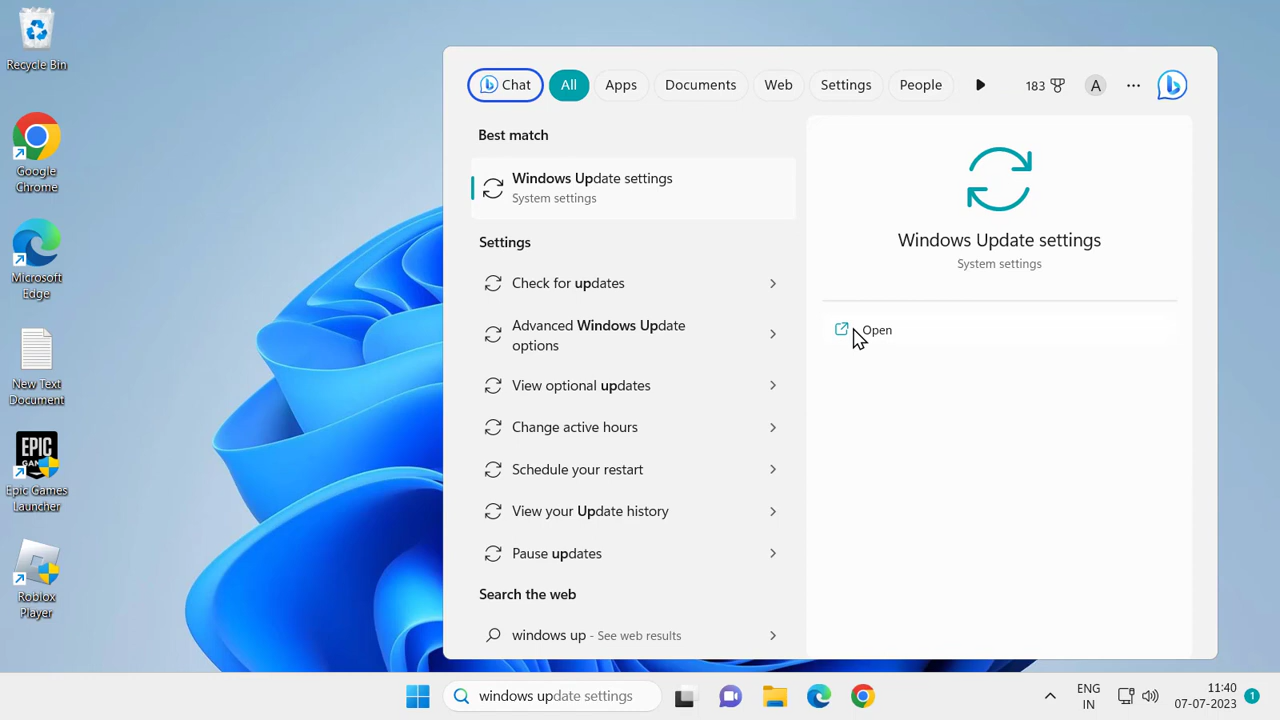 Recycle Bin
Google
Chrome
Microsoft
Edge
New Text
Document
EPIC
GAMES
Epic Games
Launcher
Roblox
Player
Chat
All
Apps
Documents
Web
Settings
People
183
A
Best match
Windows Update settings
System settings
Settings
Check for updates
Advanced Windows Update
options
View optional updates
Change active hours
Schedule your restart
View your Update history
Pause updates
Search the web
windows up - See web results
Windows Update settings
System settings
Open
windows update settings
ENG
IN
11:40
07-07-2023
1